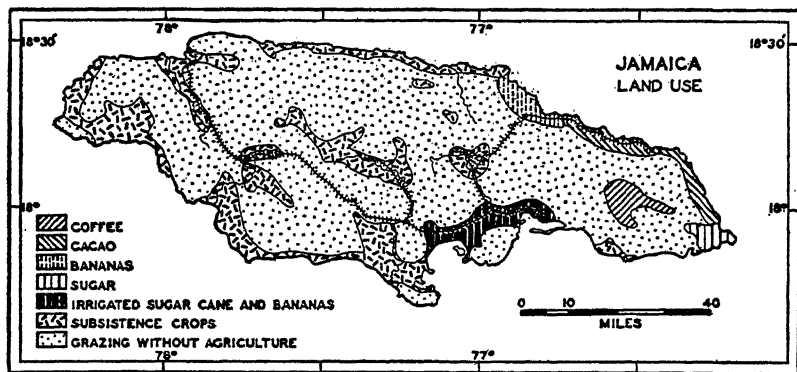 78° 77°
18°30' JAMAICA 18°30'
LAND USE
18° 18°
COFFEE
CACAO
BANANAS
SUGAR
IRRIGATED SUGAR CANE AND BANANAS
SUBSISTENCE CROPS
GRAZING WITHOUT AGRICULTURE
0 10 20 40
MILES
78° 77°